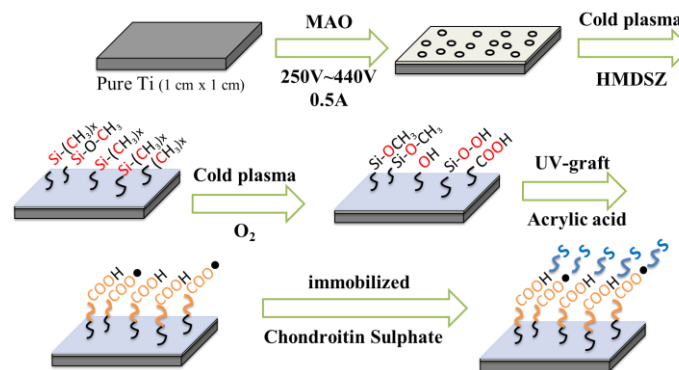 MAO
Cold plasma
Pure Ti (1 cm x 1 cm)
250V~440V
0.5A
HMDSZ
Si-(CH₃)x
Si-O-CH₃
Si-(CH₃)x
Si-(CH₃)x
(CH₃)x
Cold plasma
O₂
Si-OCH₃
Si-O-CH₃
OH
Si-O-OH
COOH
UV-graft
Acrylic acid
COOH
COO•
COOH
COOH
COO•
immobilized
Chondroitin Sulphate
S S S S S
COOH
COO•
COOH
COOH
COO•